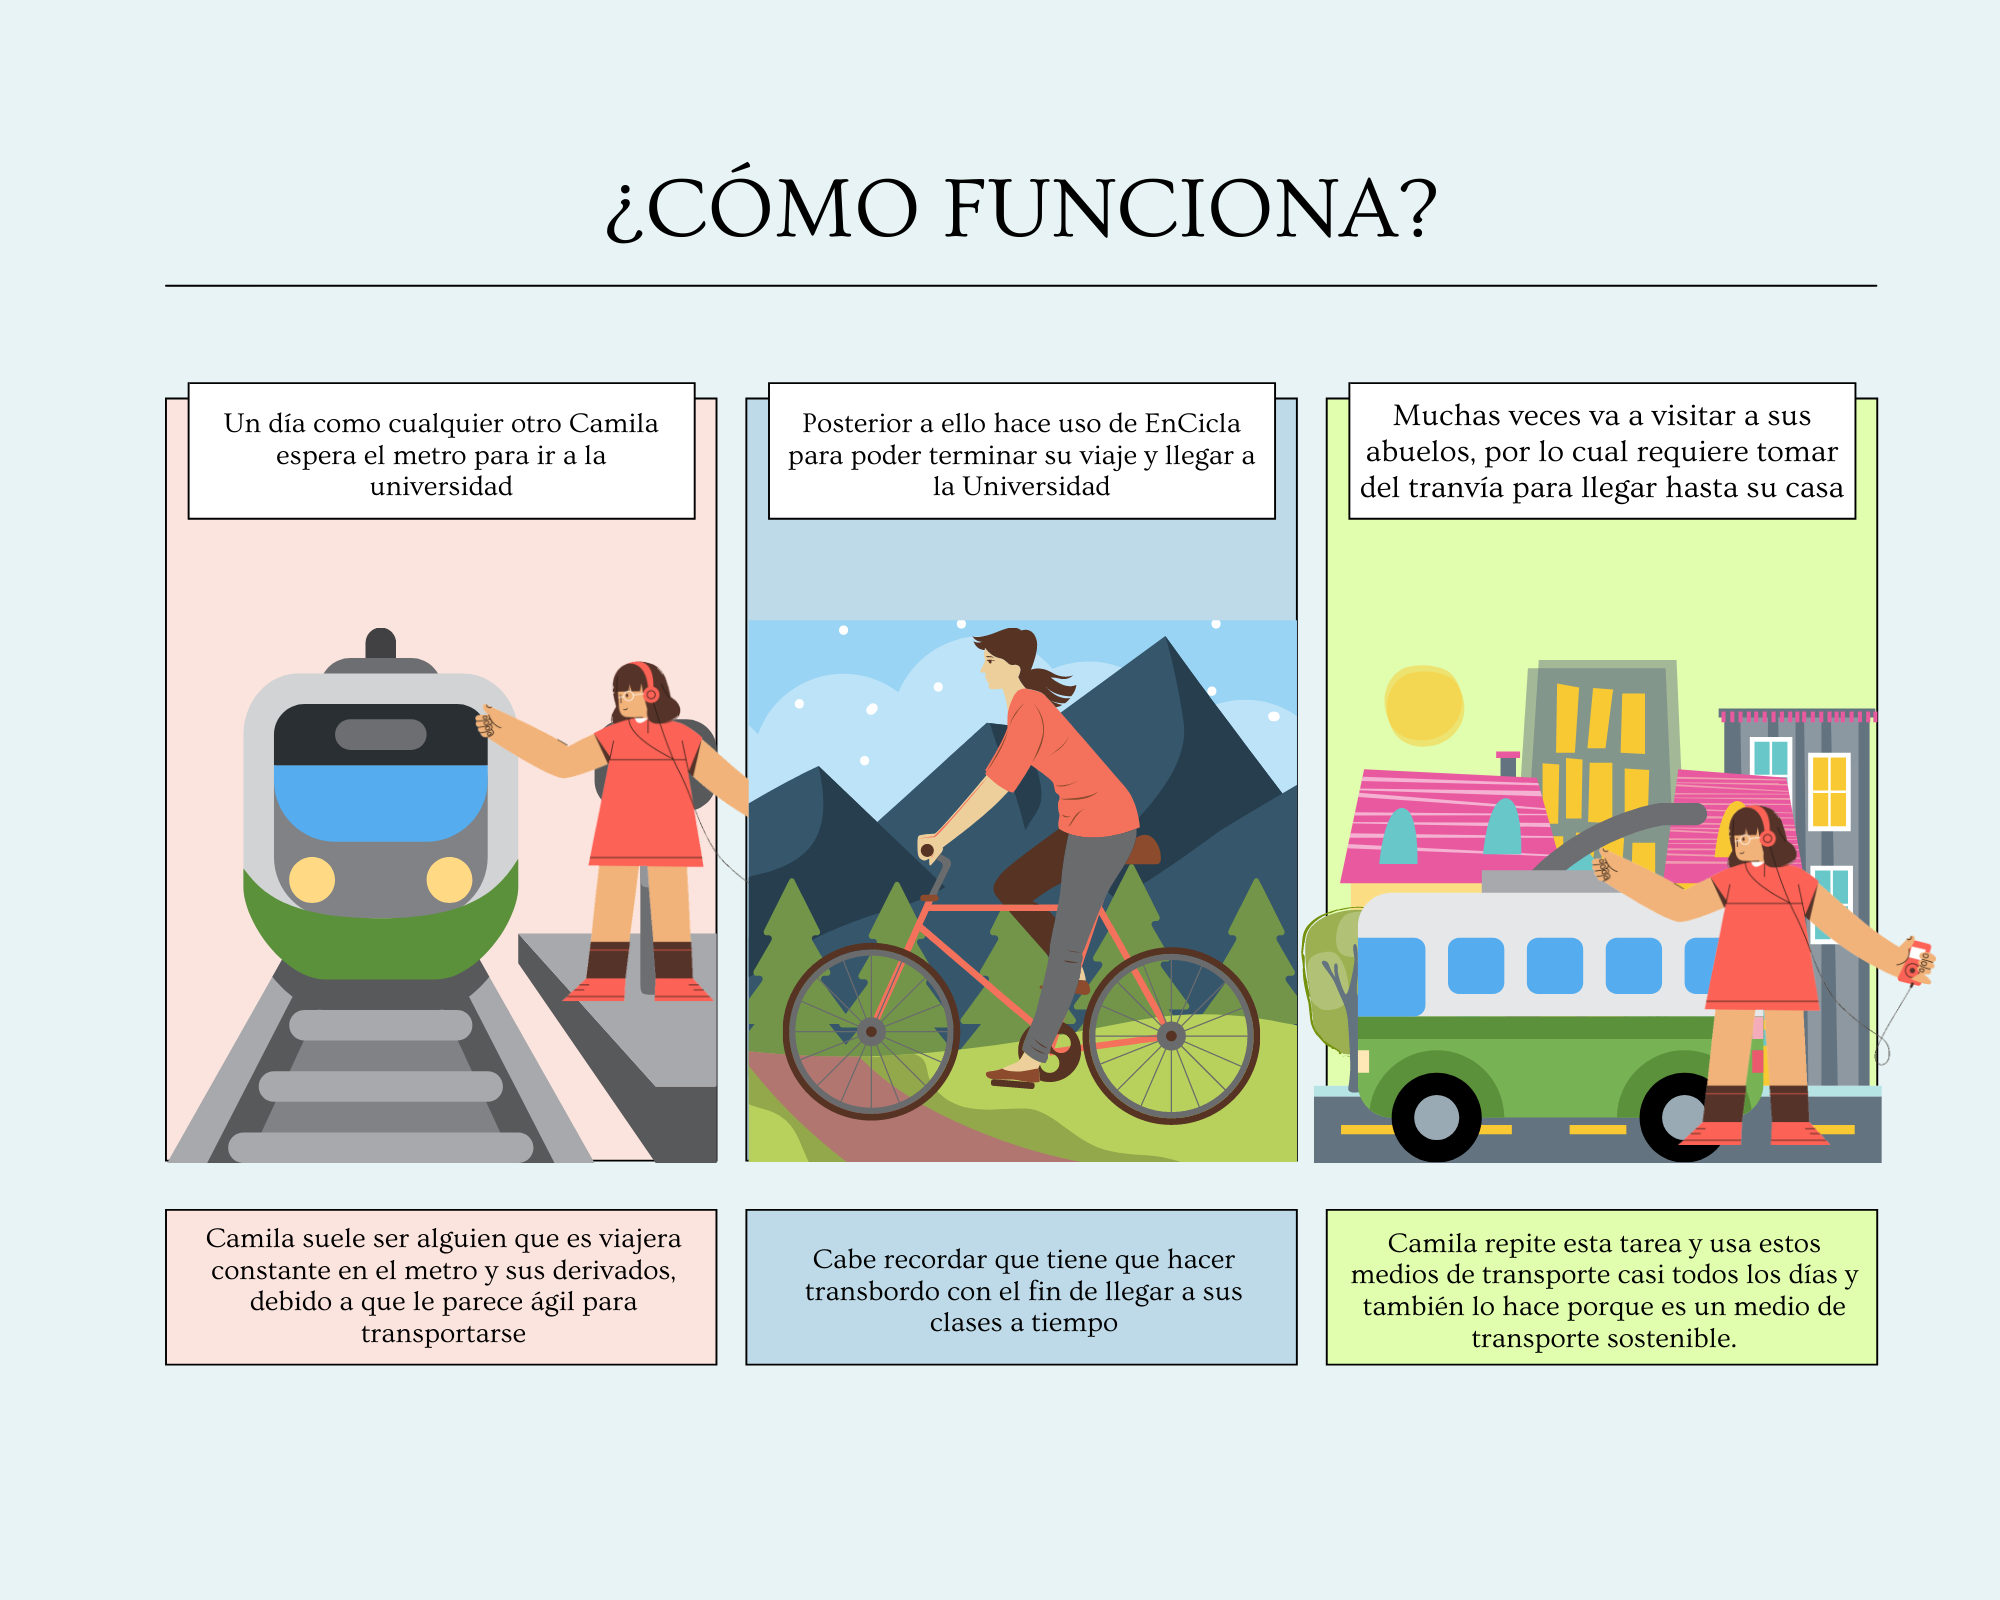 ¿CÓMO FUNCIONA?
Un día como cualquier otro Camila
espera el metro para ir a la
universidad
Posterior a ello hace uso de EnCicla
para poder terminar su viaje y llegar a
la Universidad
Muchas veces va a visitar a sus
abuelos, por lo cual requiere tomar
del tranvía para llegar hasta su casa
Camila suele ser alguien que es viajera
constante en el metro y sus derivados,
debido a que le parece ágil para
transportarse
Cabe recordar que tiene que hacer
transbordo con el fin de llegar a sus
clases a tiempo
Camila repite esta tarea y usa estos
medios de transporte casi todos los días y
también lo hace porque es un medio de
transporte sostenible.